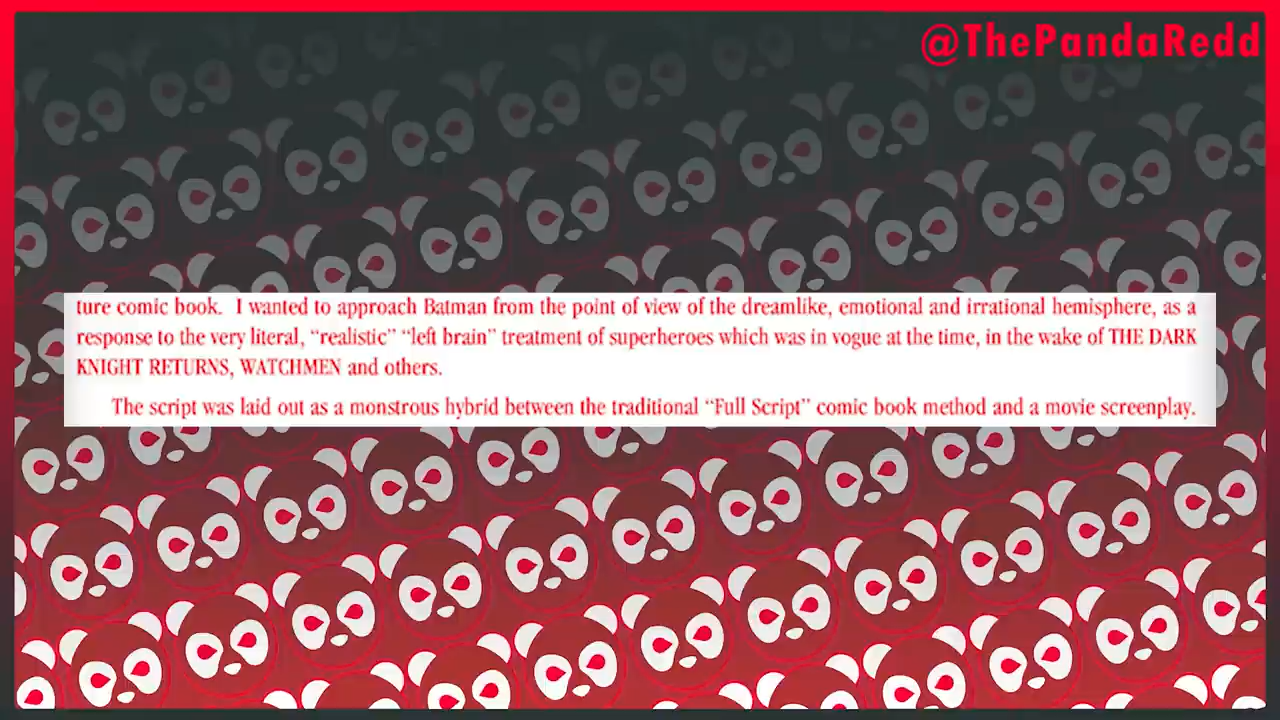 @ThePandaRedd
ture comic book. I wanted to approach Batman from the point of view of the dreamlike, emotional and irrational hemisphere, as a
response to the very literal, “realistic” “left brain” treatment of superheroes which was in vogue at the time, in the wake of THE DARK
KNIGHT RETURNS, WATCHMEN and others.
The script was laid out as a monstrous hybrid between the traditional “Full Script” comic book method and a movie screenplay.